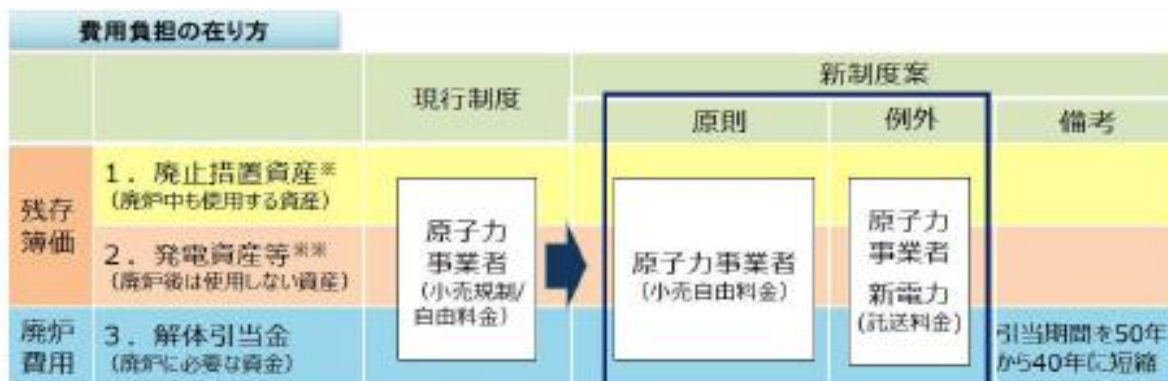 費用負担の在り方
現行制度
新制度案
原則
例外
備考
残存
簿価
1．廃止措置資産※
（廃炉中も使用する資産）
2．発電資産等※※
（廃炉後は使用しない資産）
廃炉
費用
3．解体引当金
（廃炉に必要な資金）
原子力
事業者
（小売規制/
自由料金）
原子力事業者
（小売自由料金）
原子力
事業者
新電力
(託送料金)
引当期間を50年
から40年に短縮